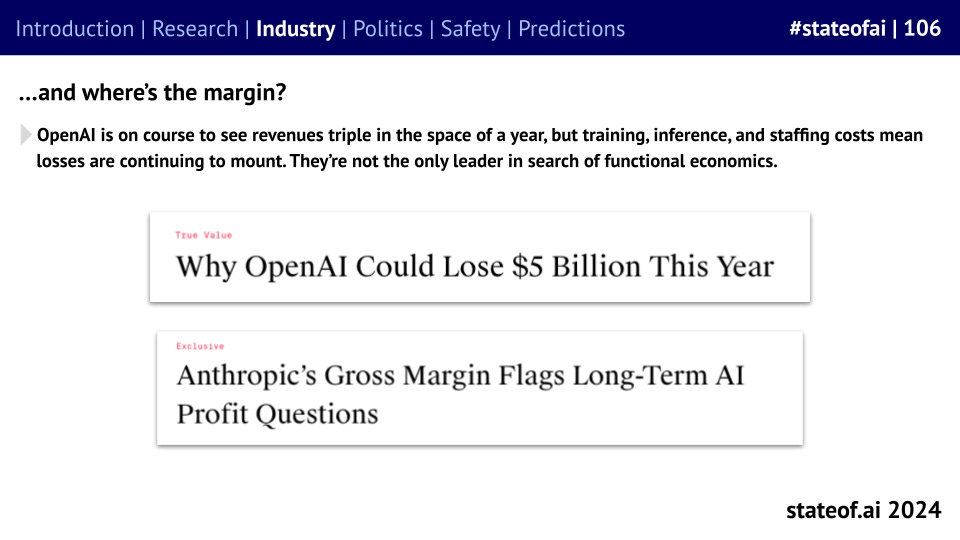 Introduction | Research | Industry | Politics | Safety | Predictions
#stateofai | 106
...and where's the margin?
OpenAI is on course to see revenues triple in the space of a year, but training, inference, and staffing costs mean
losses are continuing to mount. They're not the only leader in search of functional economics.
True Value
Why OpenAI Could Lose $5 Billion This Year
Exclusive
Anthropic's Gross Margin Flags Long-Term AI
Profit Questions
stateof.ai 2024